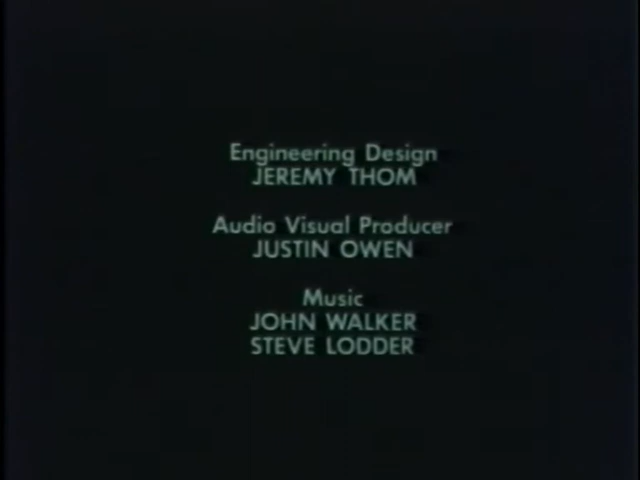 Engineering Design
JEREMY THOM
Audio Visual Producer
JUSTIN OWEN
Music
JOHN WALKER
STEVE LODDER